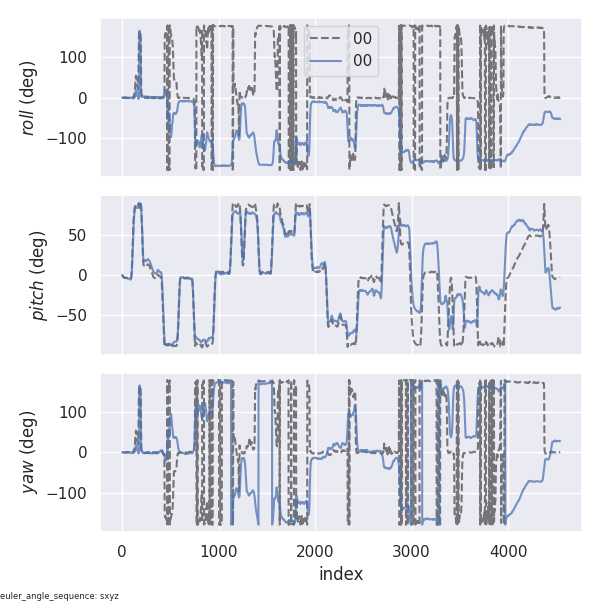 100
0
−100
roll (deg)
00
00
50
0
−50
pitch (deg)
100
0
−100
yaw (deg)
0 1000 2000 3000 4000
index
euler_angle_sequence: sxyz